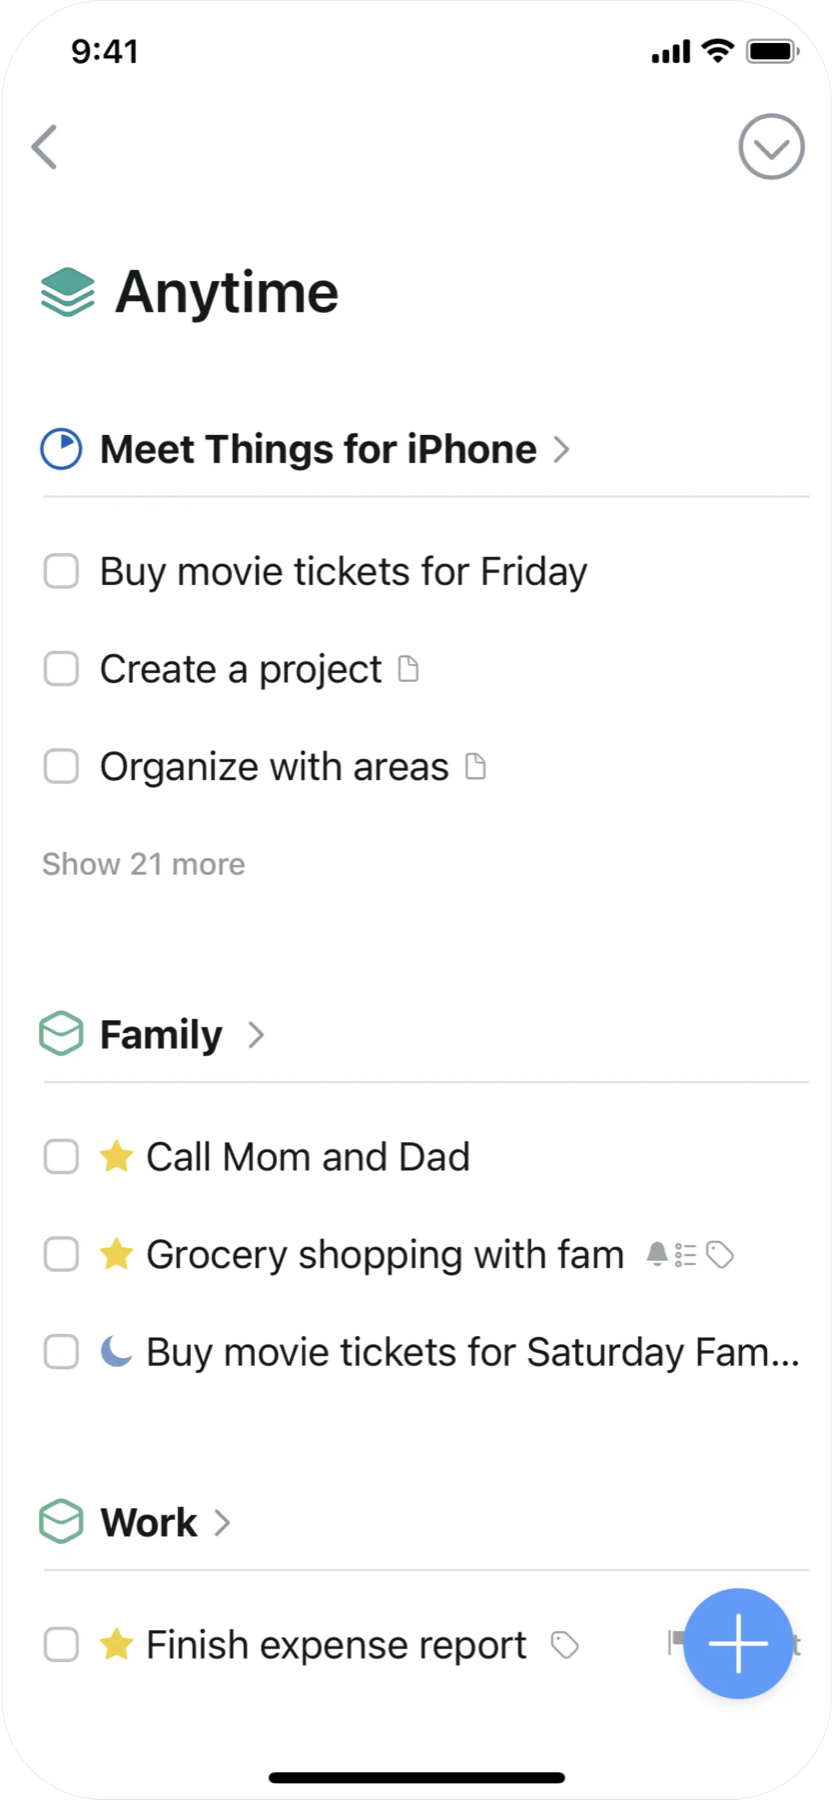 9:41
Anytime
Meet Things for iPhone
Buy movie tickets for Friday
Create a project
Organize with areas
Show 21 more
Family
Call Mom and Dad
Grocery shopping with fam
Buy movie tickets for Saturday Fam...
Work
Finish expense report